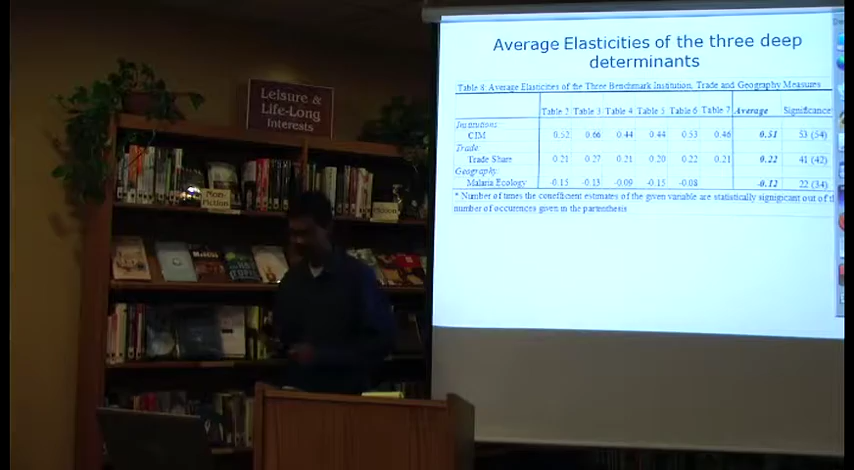 Average Elasticities of the three deep
determinants
Table 8: Average Elasticities of the Three Benchmark Institution, Trade and Geography Measures
Table 2 Table 3 Table 4 Table 5 Table 6 Table 7 Average Significance
Institutions:
CIM 0.52 0.66 0.44 0.44 0.53 0.46 0.51 53 (54)
Trade:
Trade Share 0.21 0.27 0.21 0.20 0.22 0.21 0.22 41 (42)
Geography:
Malaria Ecology -0.15 -0.13 -0.09 -0.15 -0.08 -0.12 22 (34)
* Number of times the conefficient estimates of the given variable are statistically signigicant out of
number of occurences given in the parenthesis
Leisure &
Life-Long
Interests
Non-
Fiction
Fiction